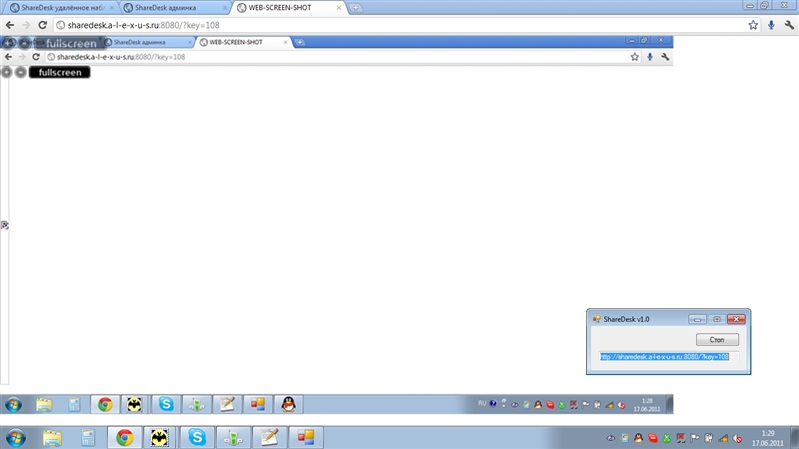 ShareDesk удалённое набл
ShareDesk админка
WEB-SCREEN-SHOT
sharedesk.a-l-e-x-u-s.ru:8080/?key=108
fullscreen
ShareDesk админка
WEB-SCREEN-SHOT
sharedesk.a-l-e-x-u-s.ru:8080/?key=108
fullscreen
ShareDesk v1.0
Стоп
http://sharedesk.a-l-e-x-u-s.ru:8080/?key=108
RU
1:28
17.06.2011
1:29
17.06.2011